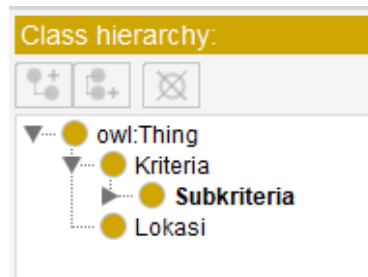 Class hierarchy:
owl:Thing
Kriteria
Subkriteria
Lokasi